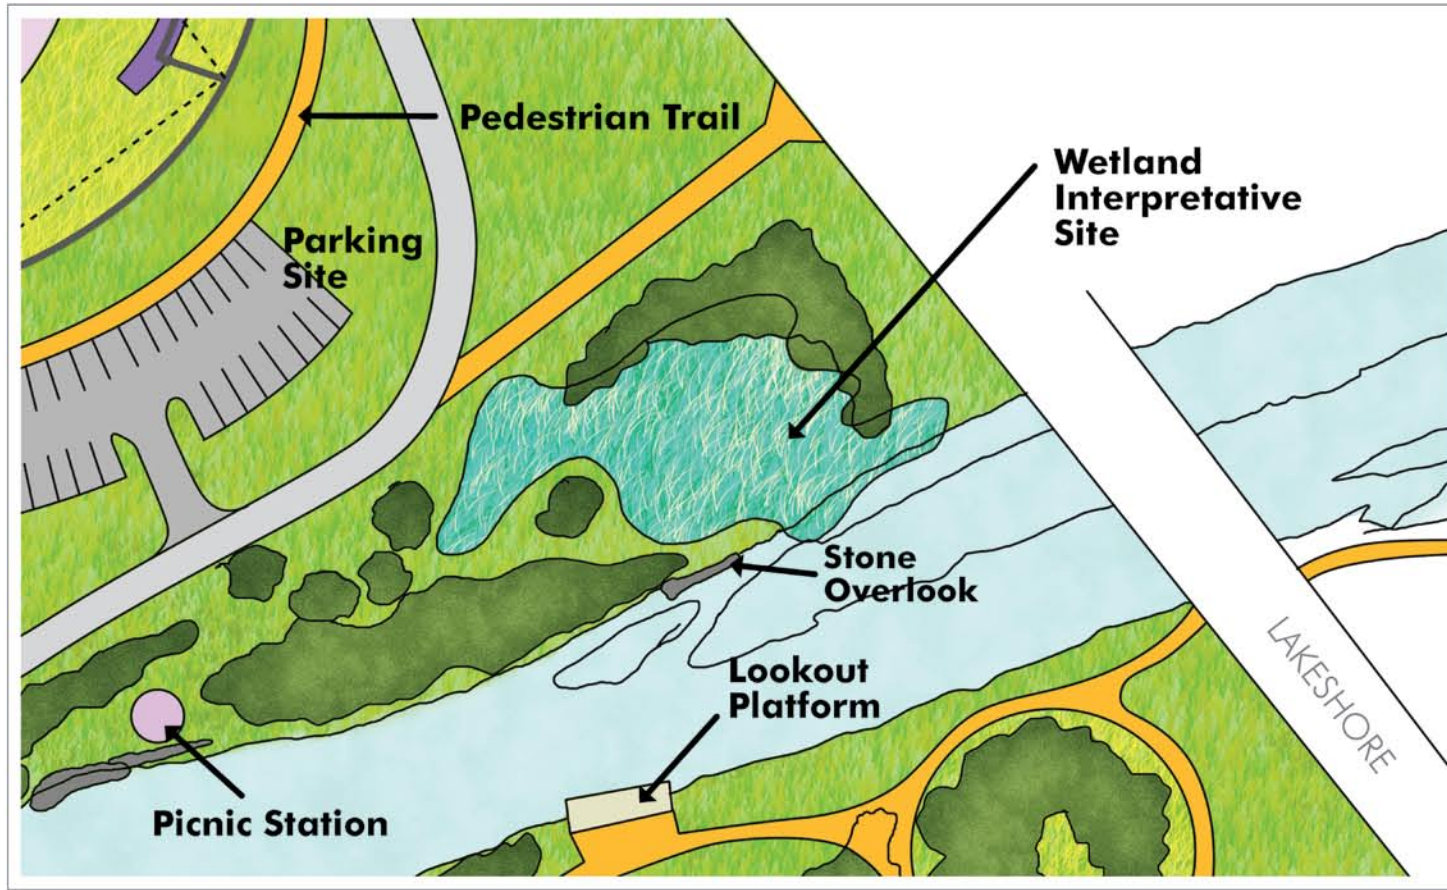 Pedestrian Trail
Wetland
Interpretative
Site
Parking
Site
Stone
Overlook
Lookout
Platform
LAKESHORE
Picnic Station